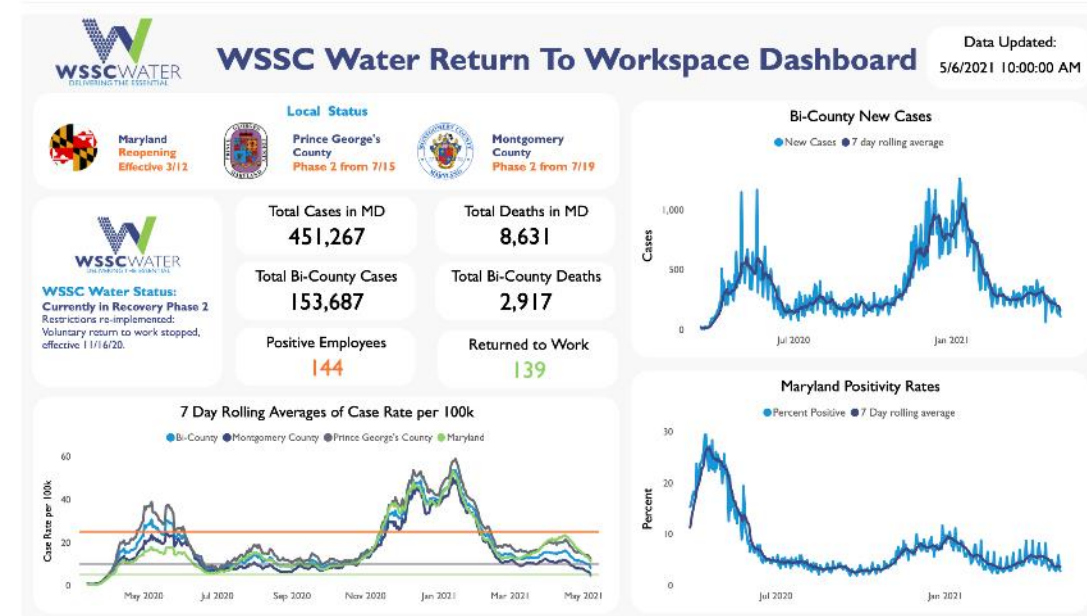 WSSCWATER
DELIVERING THE ESSENTIAL
WSSC Water Return To Workspace Dashboard
Data Updated:
5/6/2021 10:00:00 AM
Local Status
Maryland
Reopening
Effective 3/12
Prince George's
County
Phase 2 from 7/15
Montgomery
County
Phase 2 from 7/19
WSSCWATER
DELIVERING THE ESSENTIAL
WSSC Water Status:
Currently in Recovery Phase 2
Restrictions re-implemented:
Voluntary return to work stopped,
effective 11/16/20.
Total Cases in MD
451,267
Total Deaths in MD
8,631
Total Bi-County Cases
153,687
Total Bi-County Deaths
2,917
Positive Employees
144
Returned to Work
139
Bi-County New Cases
New Cases 7 day rolling average
Cases
1,000
500
0
Jul 2020 Jan 2021
7 Day Rolling Averages of Case Rate per 100k
Bi-County Montgomery County Prince George's County Maryland
Case Rate per 100k
60
40
20
0
May 2020 Jul 2020 Sep 2020 Nov 2020 Jan 2021 Mar 2021 May 2021
Maryland Positivity Rates
Percent Positive 7 Day rolling average
Percent
30
20
10
0
Jul 2020 Jan 2021